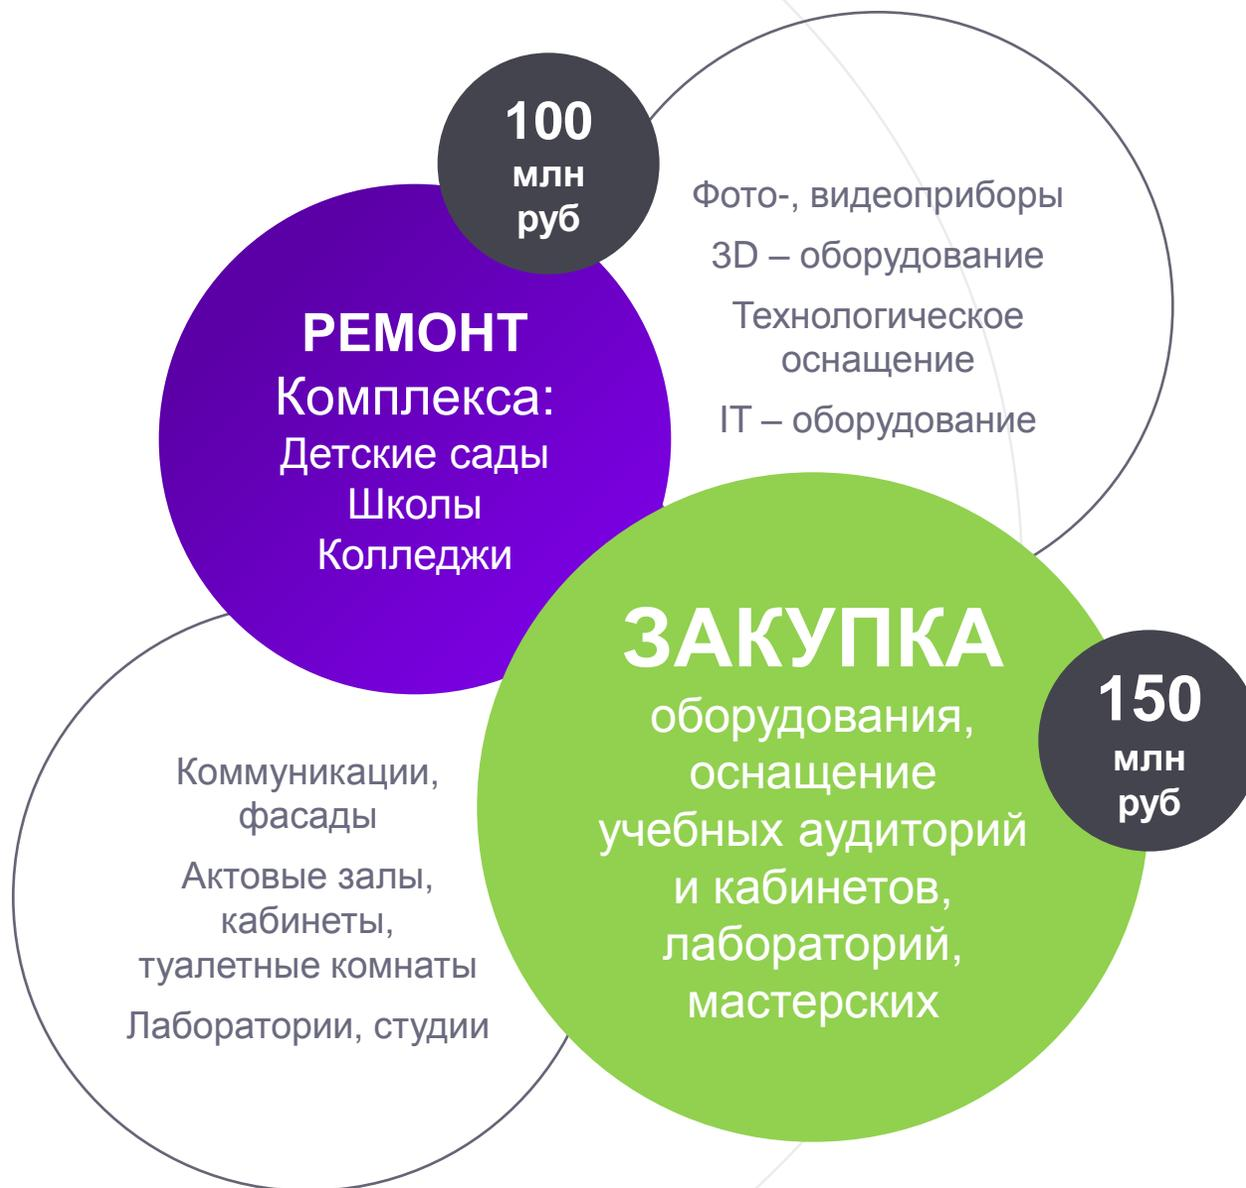 100
млн
руб
РЕМОНТ
Комплекса:
Детские сады
Школы
Колледжи
Фото-, видеоприборы
3D – оборудование
Технологическое
оснащение
IT – оборудование
ЗАКУПКА
оборудования,
оснащение
учебных аудиторий
и кабинетов,
лабораторий,
мастерских
150
млн
руб
Коммуникации,
фасады
Актовые залы,
кабинеты,
туалетные комнаты
Лаборатории, студии